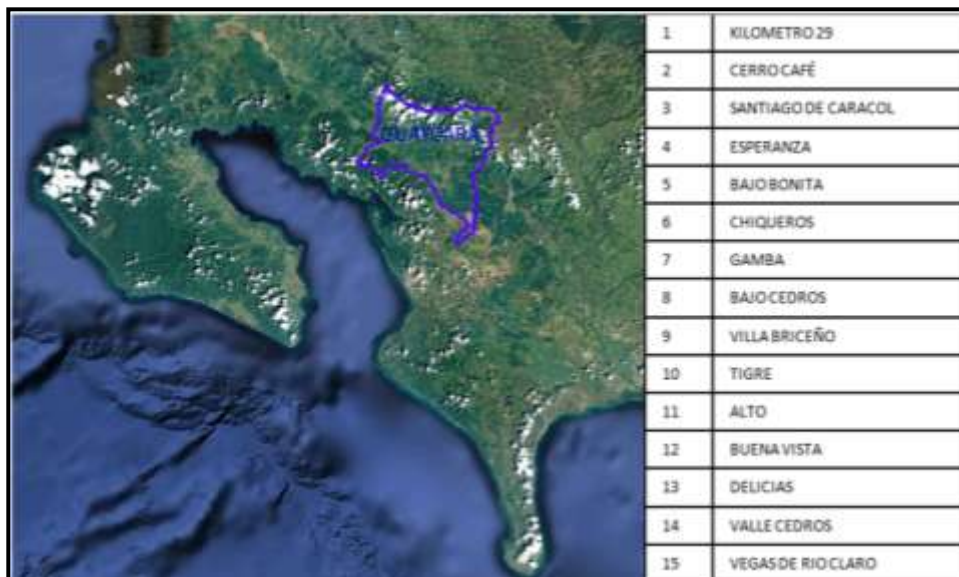 1 KILOMETRO 29
2 CERRO CAFÉ
3 SANTIAGO DE CARACOL
4 ESPERANZA
5 BAJO BONITA
6 CHIQUEROS
7 GAMBA
8 BAJO CEDROS
9 VILLA BRICEÑO
10 TIGRE
11 ALTO
12 BUENA VISTA
13 DELICIAS
14 VALLE CEDROS
15 VEGAS DE RIO CLARO